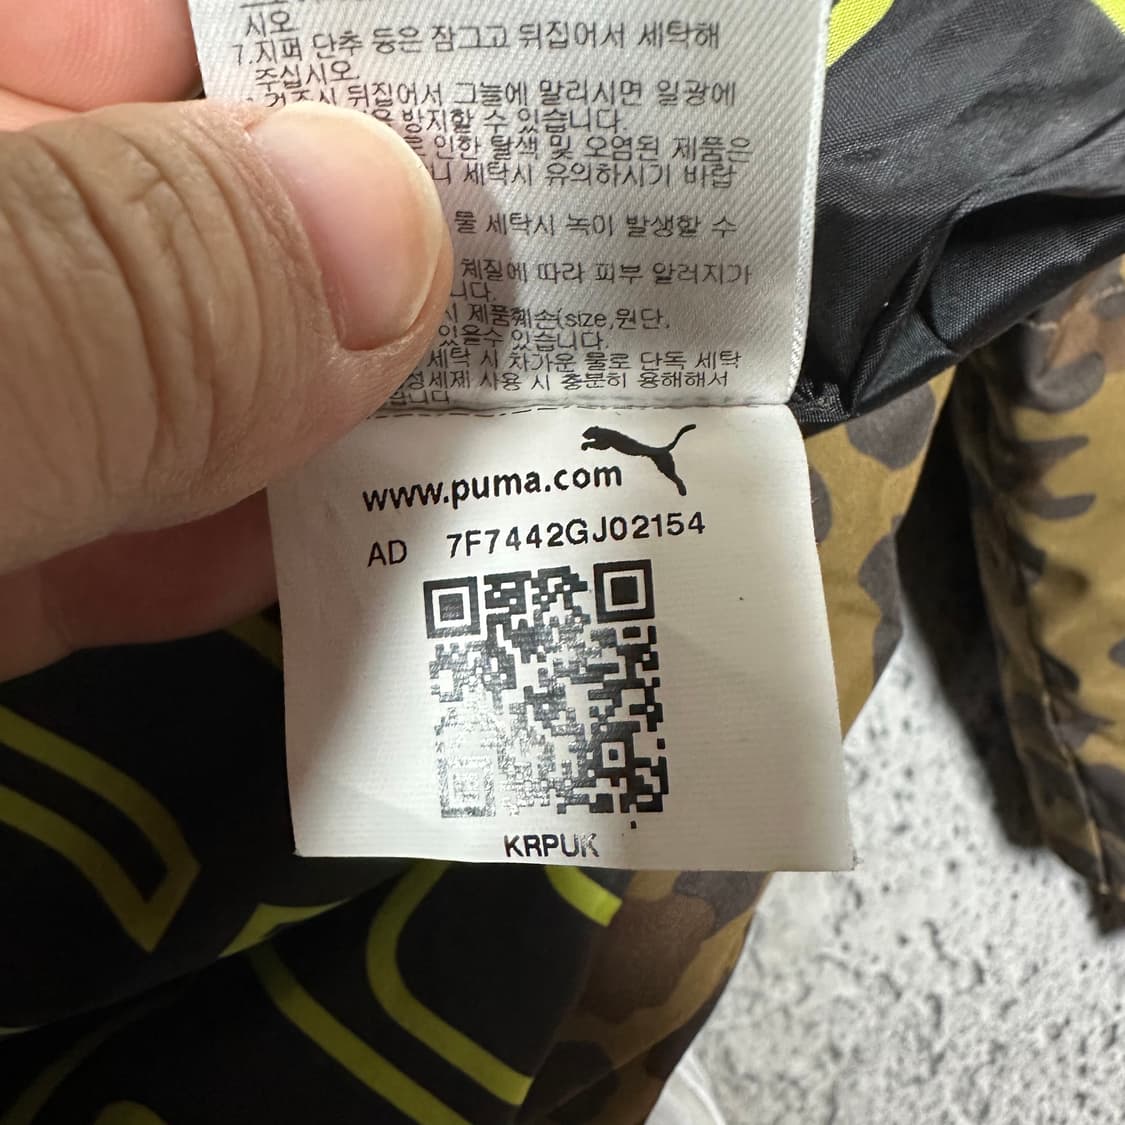 시오.
7.지퍼 단추 등은 잠그고 뒤집어서 세탁해
주십시오.
건조시 뒤집어서 그늘에 말리시면 일광에
방지할 수 있습니다.
인한 탈색 및 오염된 제품은
세탁시 유의하시기 바랍
물 세탁시 녹이 발생할 수
체질에 따라 피부 알러지가
니다.
시 제품훼손(size,원단,
있을수 있습니다.
세탁 시 차가운 물로 단독 세탁
세제 사용 시 충분히 용해해서
www.puma.com
AD 7F7442GJ02154
KRPUK